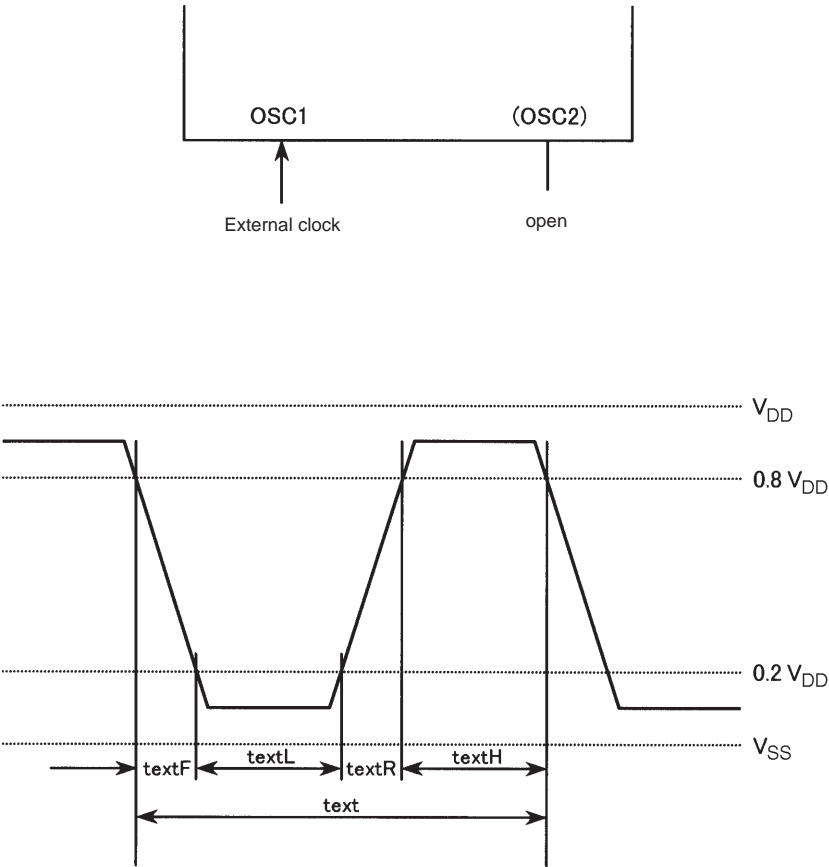 OSC1 (OSC2)
External clock open
VDD
0.8 VDD
0.2 VDD
VSS
textF textL textR textH
text